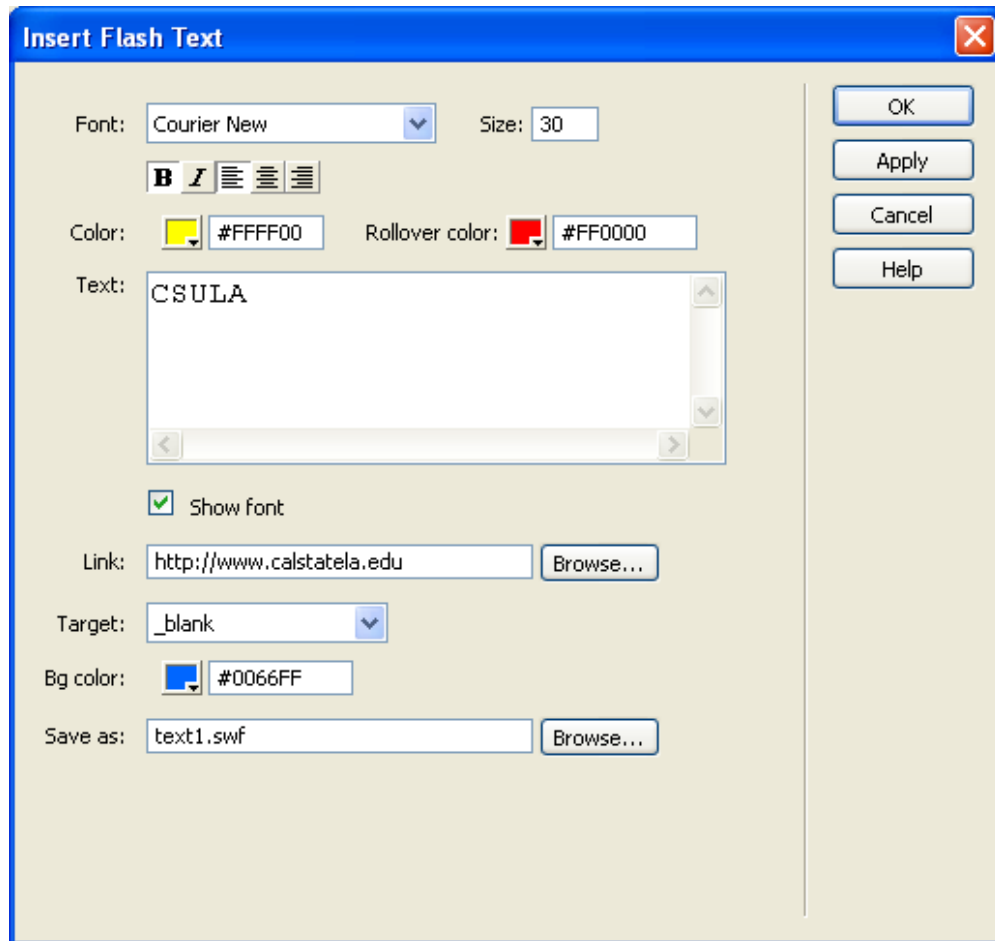 Insert Flash Text
Font: Courier New Size: 30 OK
B I Apply
Color: #FFFF00 Rollover color: #FF0000 Cancel
Text: CSULA Help
Show font
Link: http://www.calstatela.edu Browse...
Target: _blank
Bg color: #0066FF
Save as: text1.swf Browse...